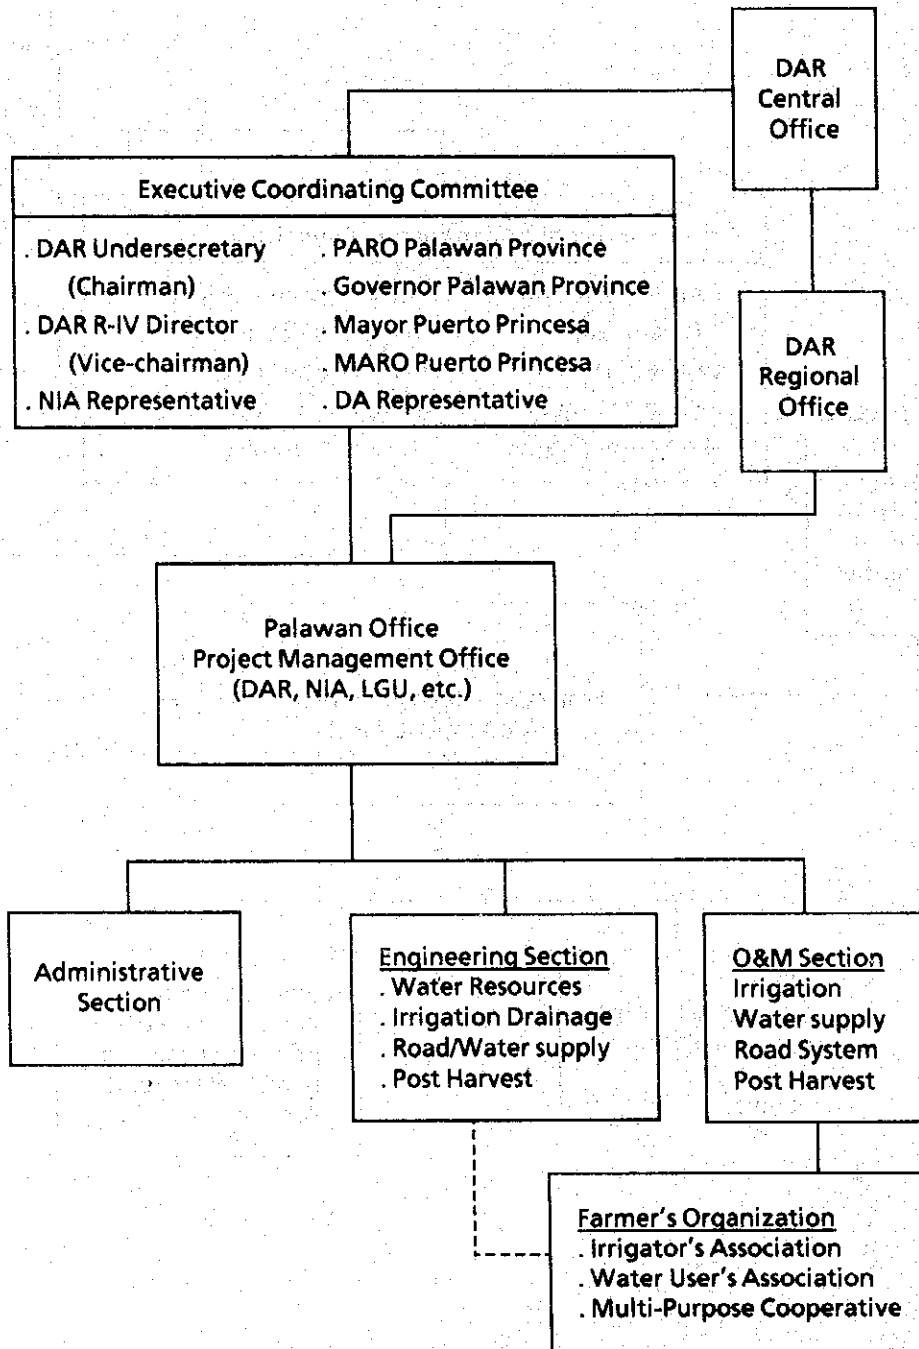 DAR
Central
Office
Executive Coordinating Committee
. DAR Undersecretary
(Chairman)
. DAR R-IV Director
(Vice-chairman)
. NIA Representative
. PARO Palawan Province
. Governor Palawan Province
. Mayor Puerto Princesa
. MARO Puerto Princesa
. DA Representative
DAR
Regional
Office
Palawan Office
Project Management Office
(DAR, NIA, LGU, etc.)
Administrative
Section
Engineering Section
. Water Resources
. Irrigation Drainage
. Road/Water supply
. Post Harvest
O&M Section
Irrigation
Water supply
Road System
Post Harvest
Farmer's Organization
. Irrigator's Association
. Water User's Association
. Multi-Purpose Cooperative